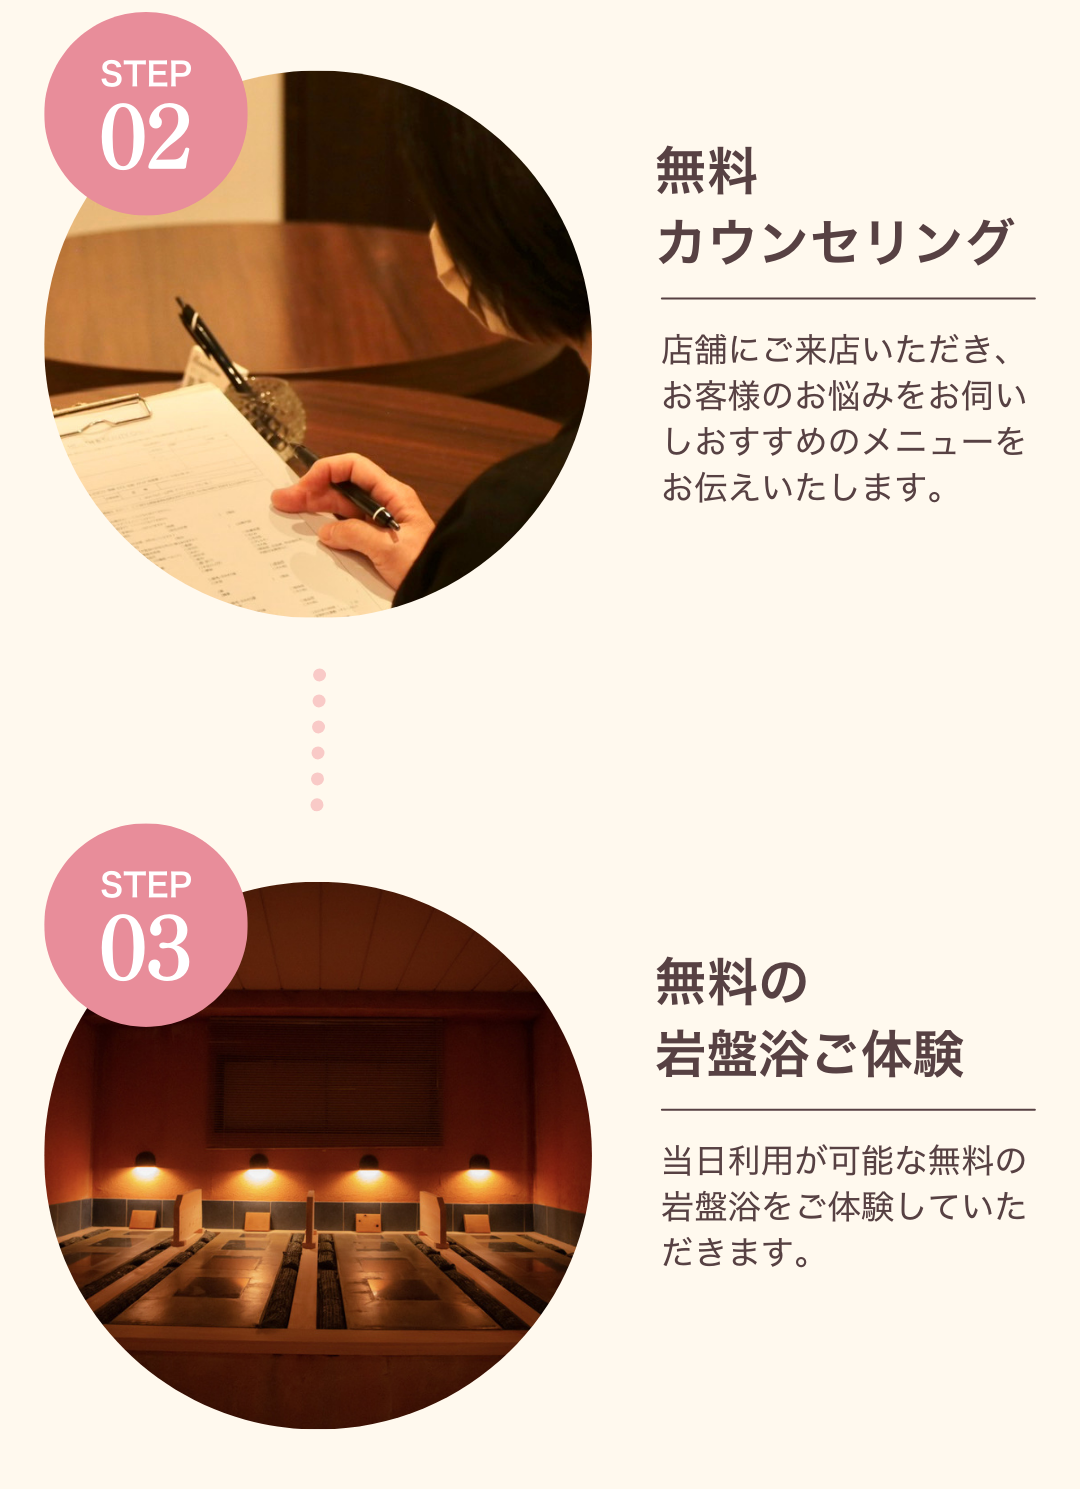 STEP
02
無料
カウンセリング
店舗にご来店いただき、
お客様のお悩みをお伺い
しおすすめのメニューを
お伝えいたします。
STEP
03
無料の
岩盤浴ご体験
当日利用が可能な無料の
岩盤浴をご体験していた
だきます。